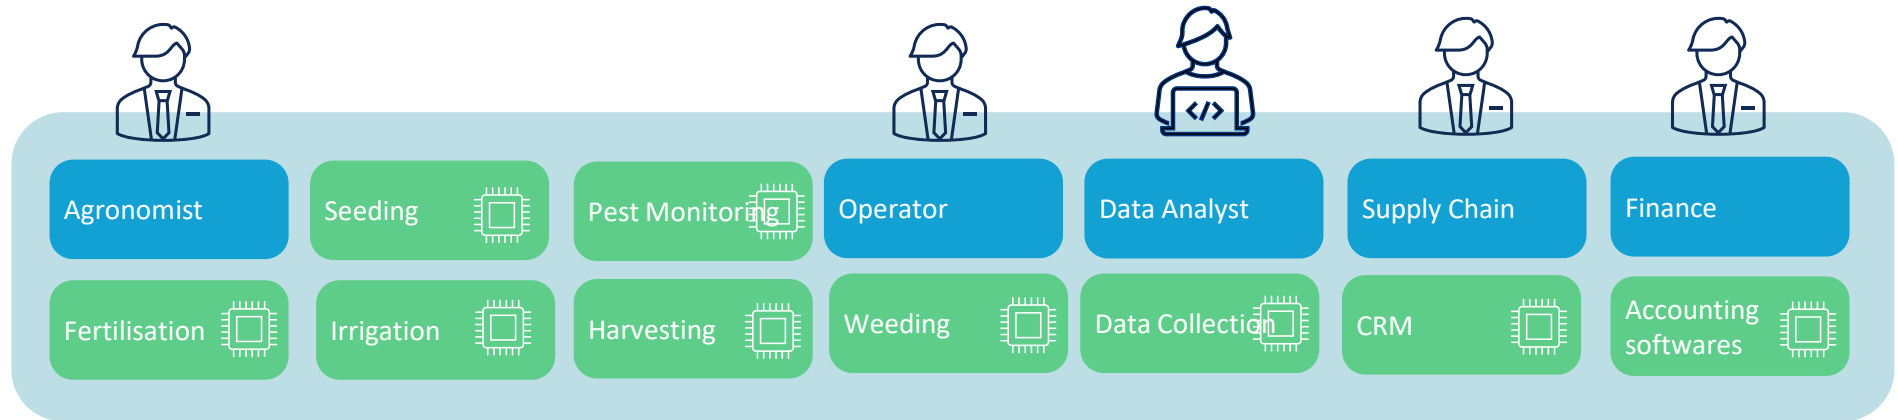 Agronomist
Seeding
Pest Monitoring
Operator
Data Analyst
Supply Chain
Finance
Fertilisation
Irrigation
Harvesting
Weeding
Data Collection
CRM
Accounting
softwares